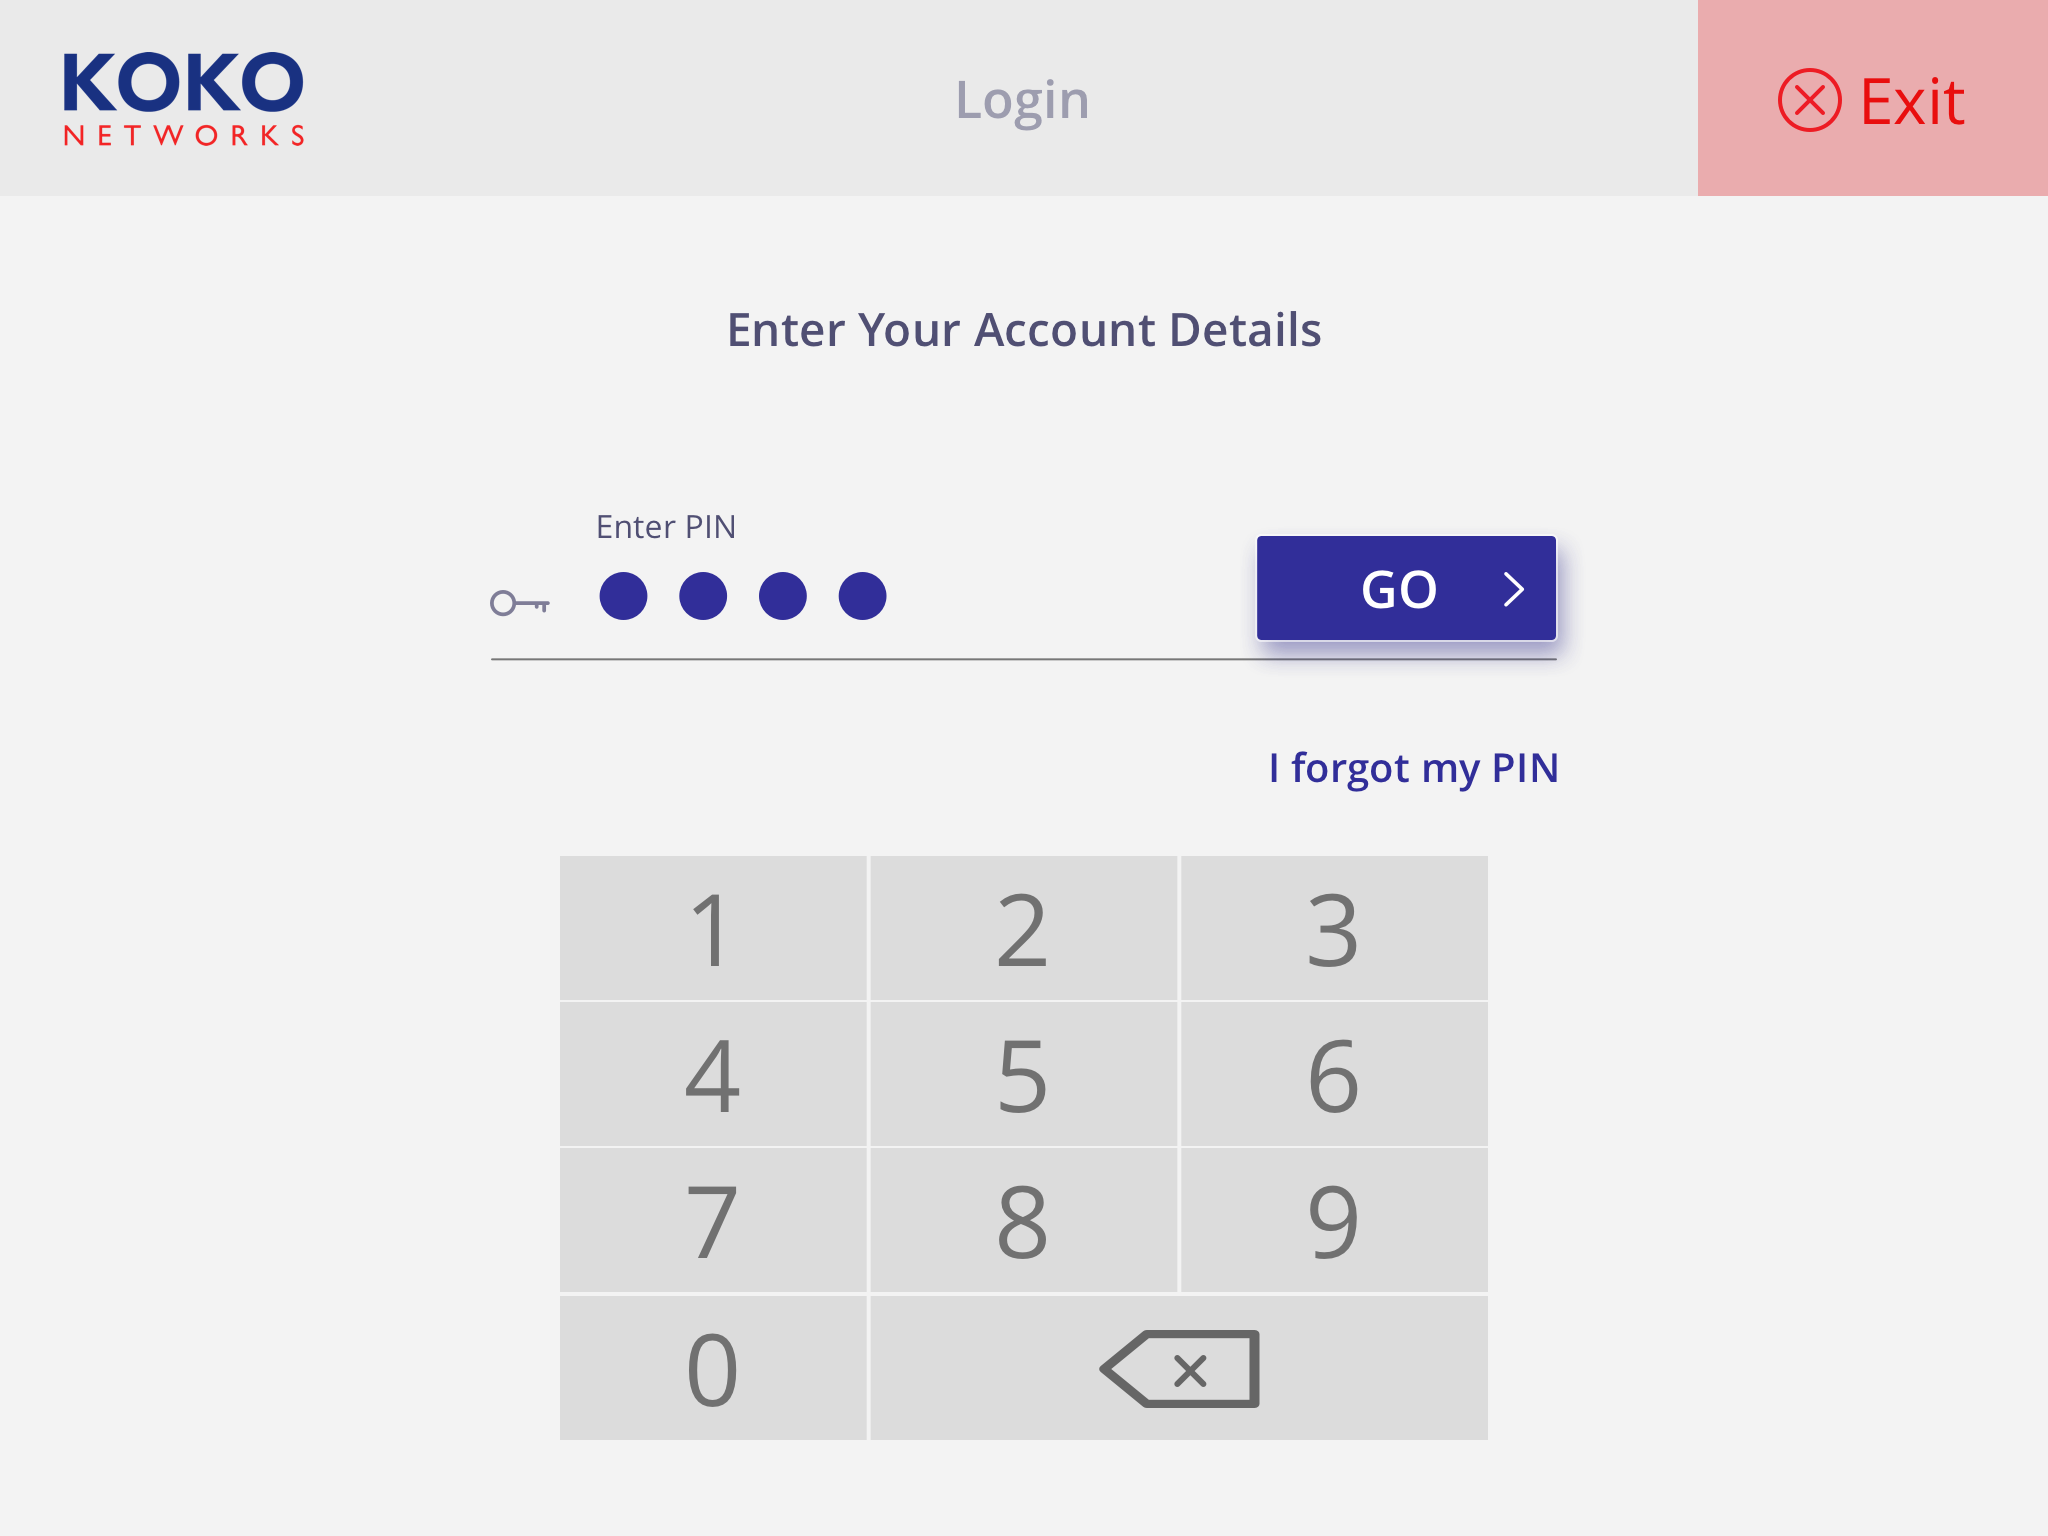 KOKO
NETWORKS
Login
Exit
Enter Your Account Details
Enter PIN
GO
I forgot my PIN
1 2 3
4 5 6
7 8 9
0